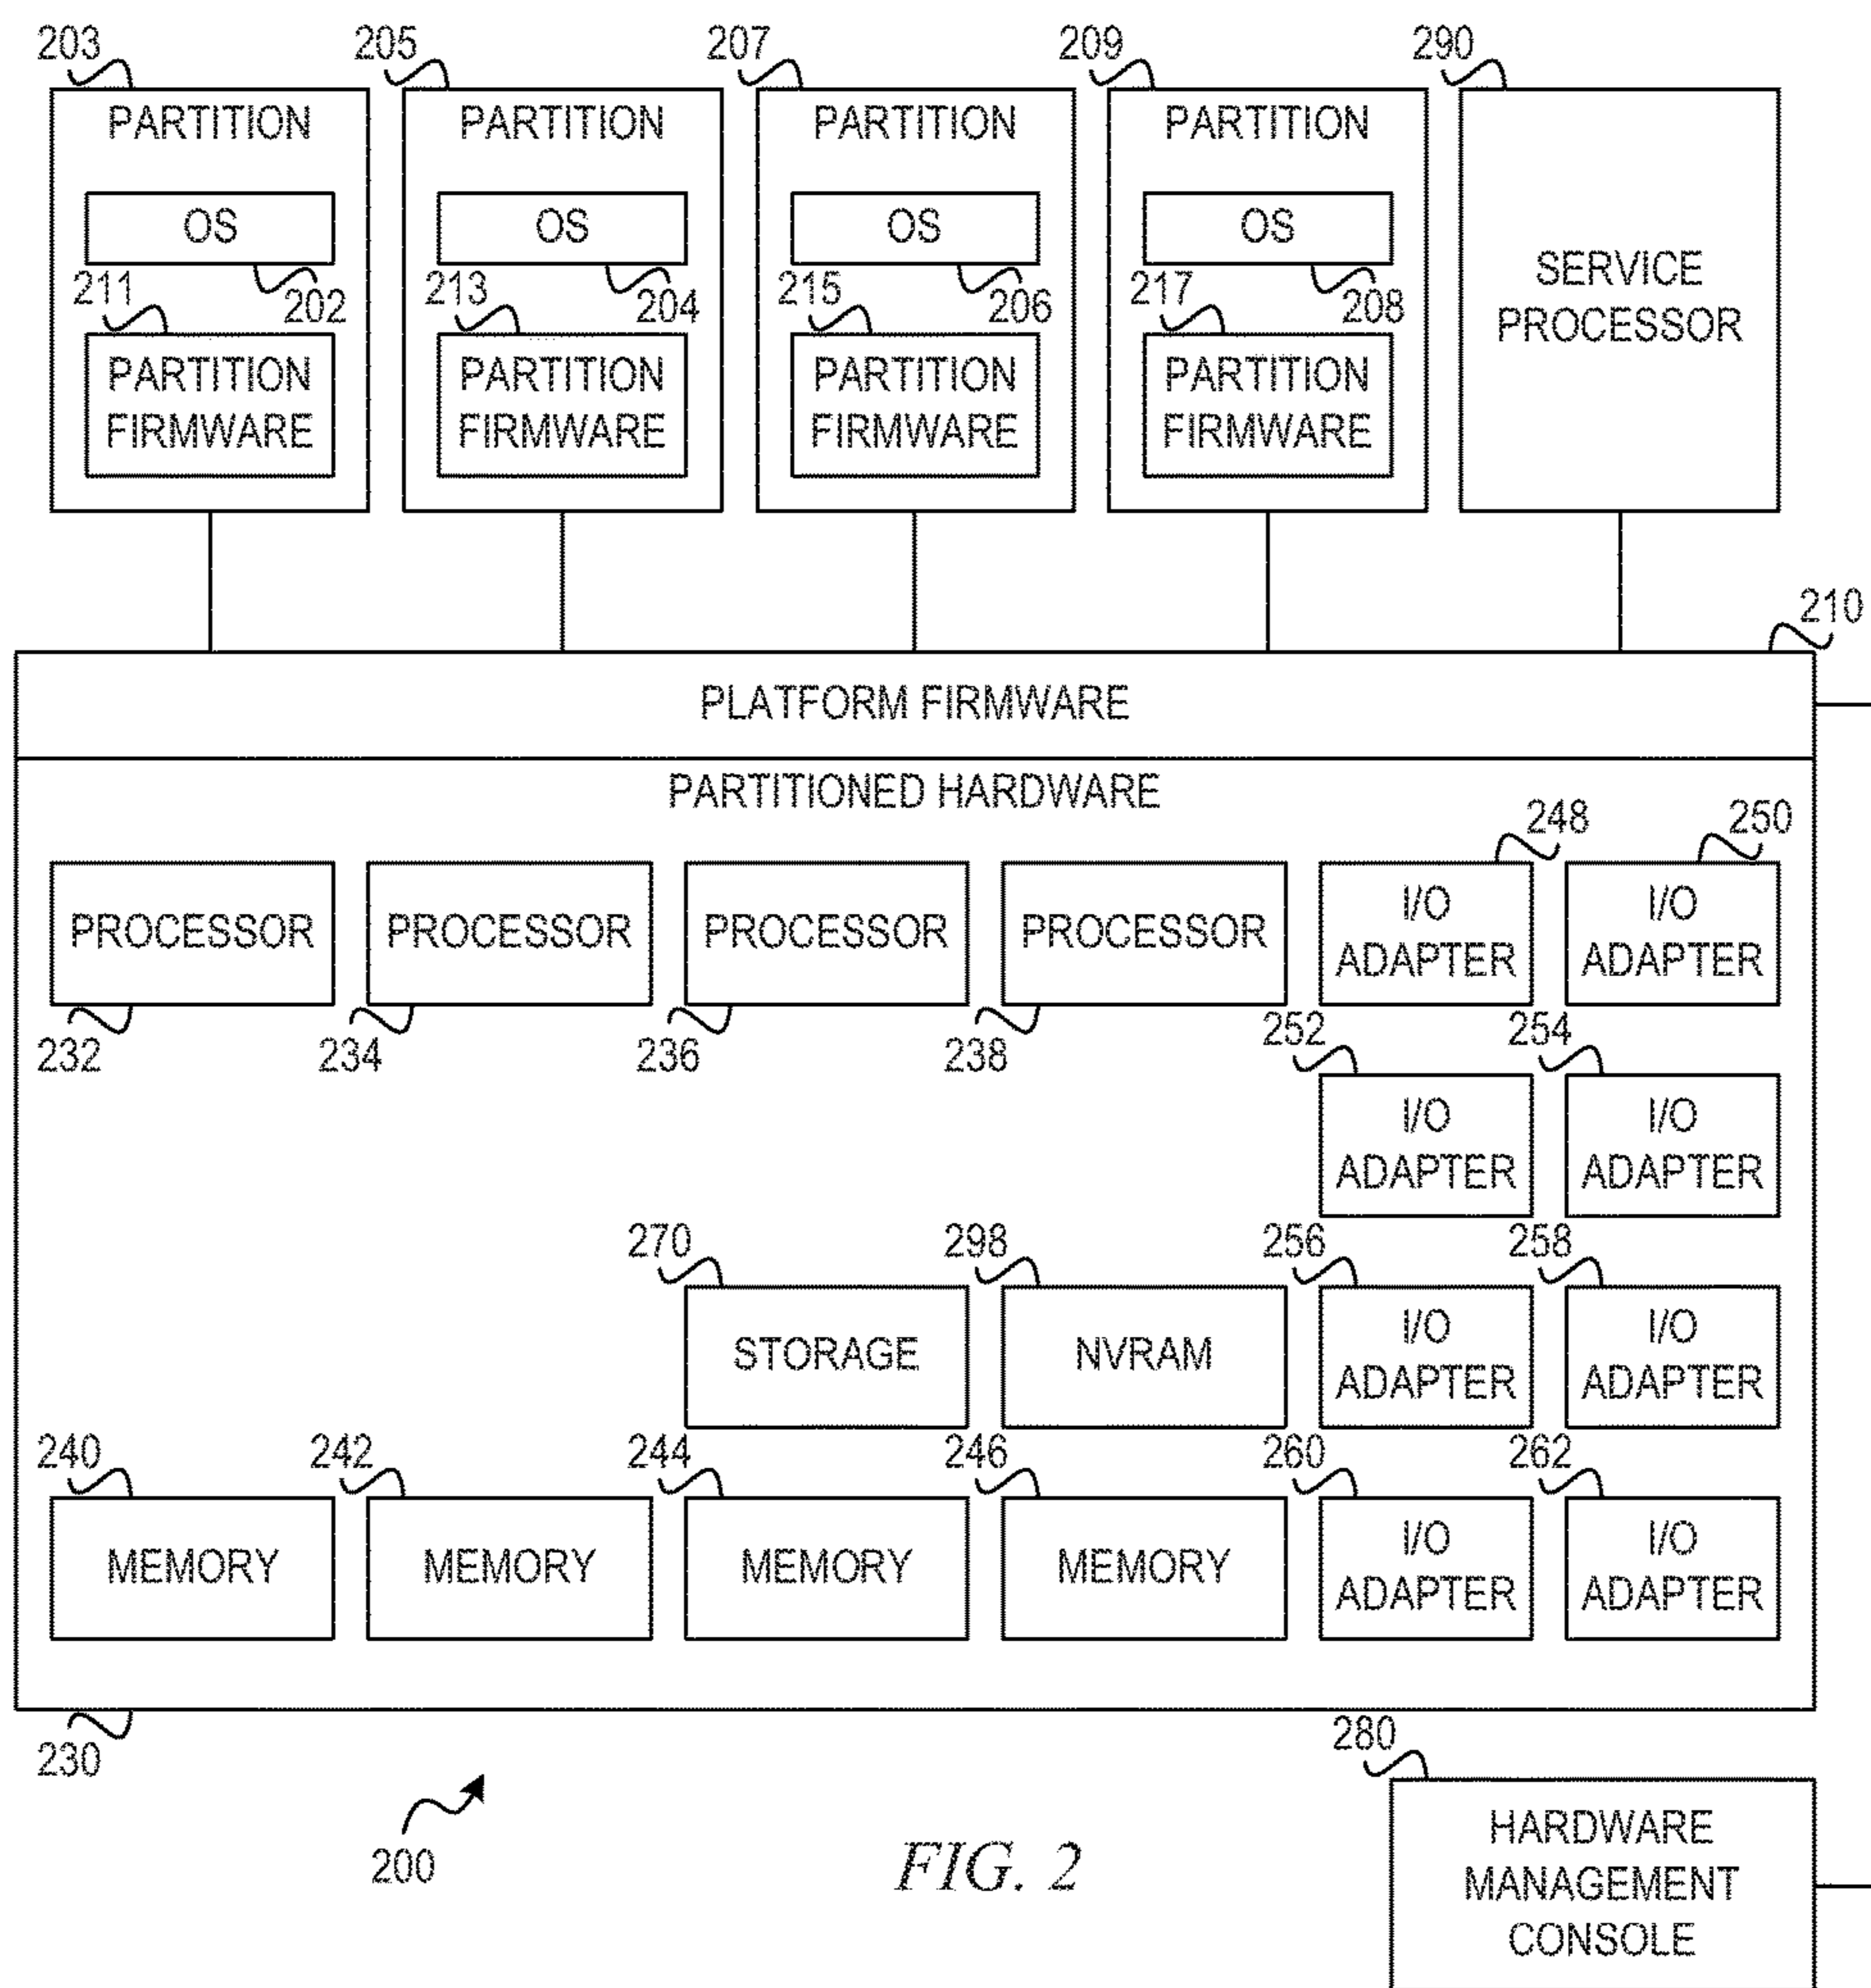 203 205 207 209 290
PARTITION PARTITION PARTITION PARTITION
OS OS OS OS
SERVICE
PROCESSOR
211 202 213 204 215 206 217 208
PARTITION PARTITION PARTITION PARTITION
FIRMWARE FIRMWARE FIRMWARE FIRMWARE
210
PLATFORM FIRMWARE
PARTITIONED HARDWARE
248 250
PROCESSOR PROCESSOR PROCESSOR PROCESSOR
I/O I/O
ADAPTER ADAPTER
232 234 236 238 252 254
I/O I/O
ADAPTER ADAPTER
270 298 256 258
STORAGE NVRAM
I/O I/O
ADAPTER ADAPTER
240 242 244 246 260 262
MEMORY MEMORY MEMORY MEMORY
I/O I/O
ADAPTER ADAPTER
230
280
200
FIG. 2
HARDWARE
MANAGEMENT
CONSOLE